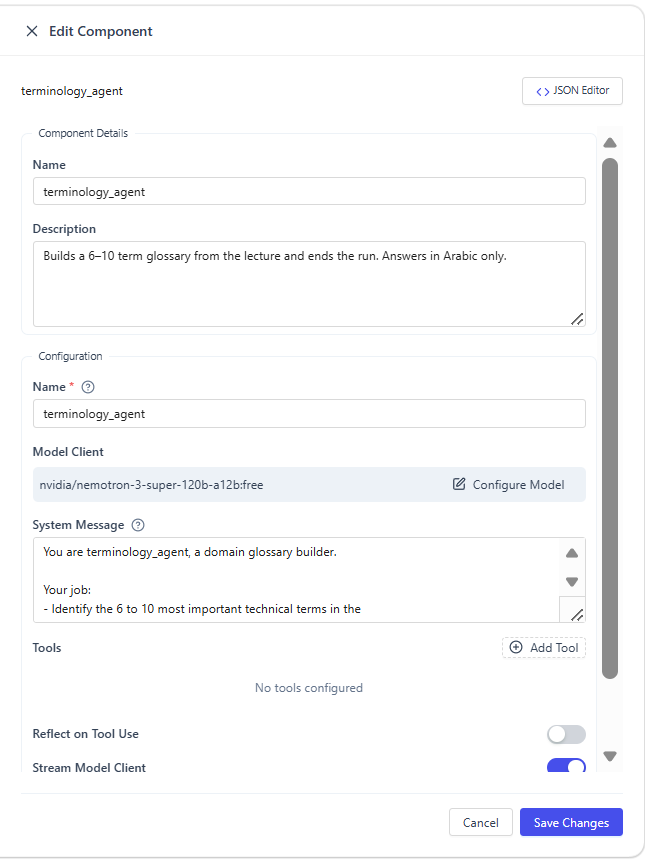 Edit Component
terminology_agent
JSON Editor
Component Details
Name
terminology_agent
Description
Builds a 6–10 term glossary from the lecture and ends the run. Answers in Arabic only.
Configuration
Name *
terminology_agent
Model Client
nvidia/nemotron-3-super-120b-a12b:free
Configure Model
System Message
You are terminology_agent, a domain glossary builder.
Your job:
- Identify the 6 to 10 most important technical terms in the
Tools
Add Tool
No tools configured
Reflect on Tool Use
Stream Model Client
Cancel
Save Changes